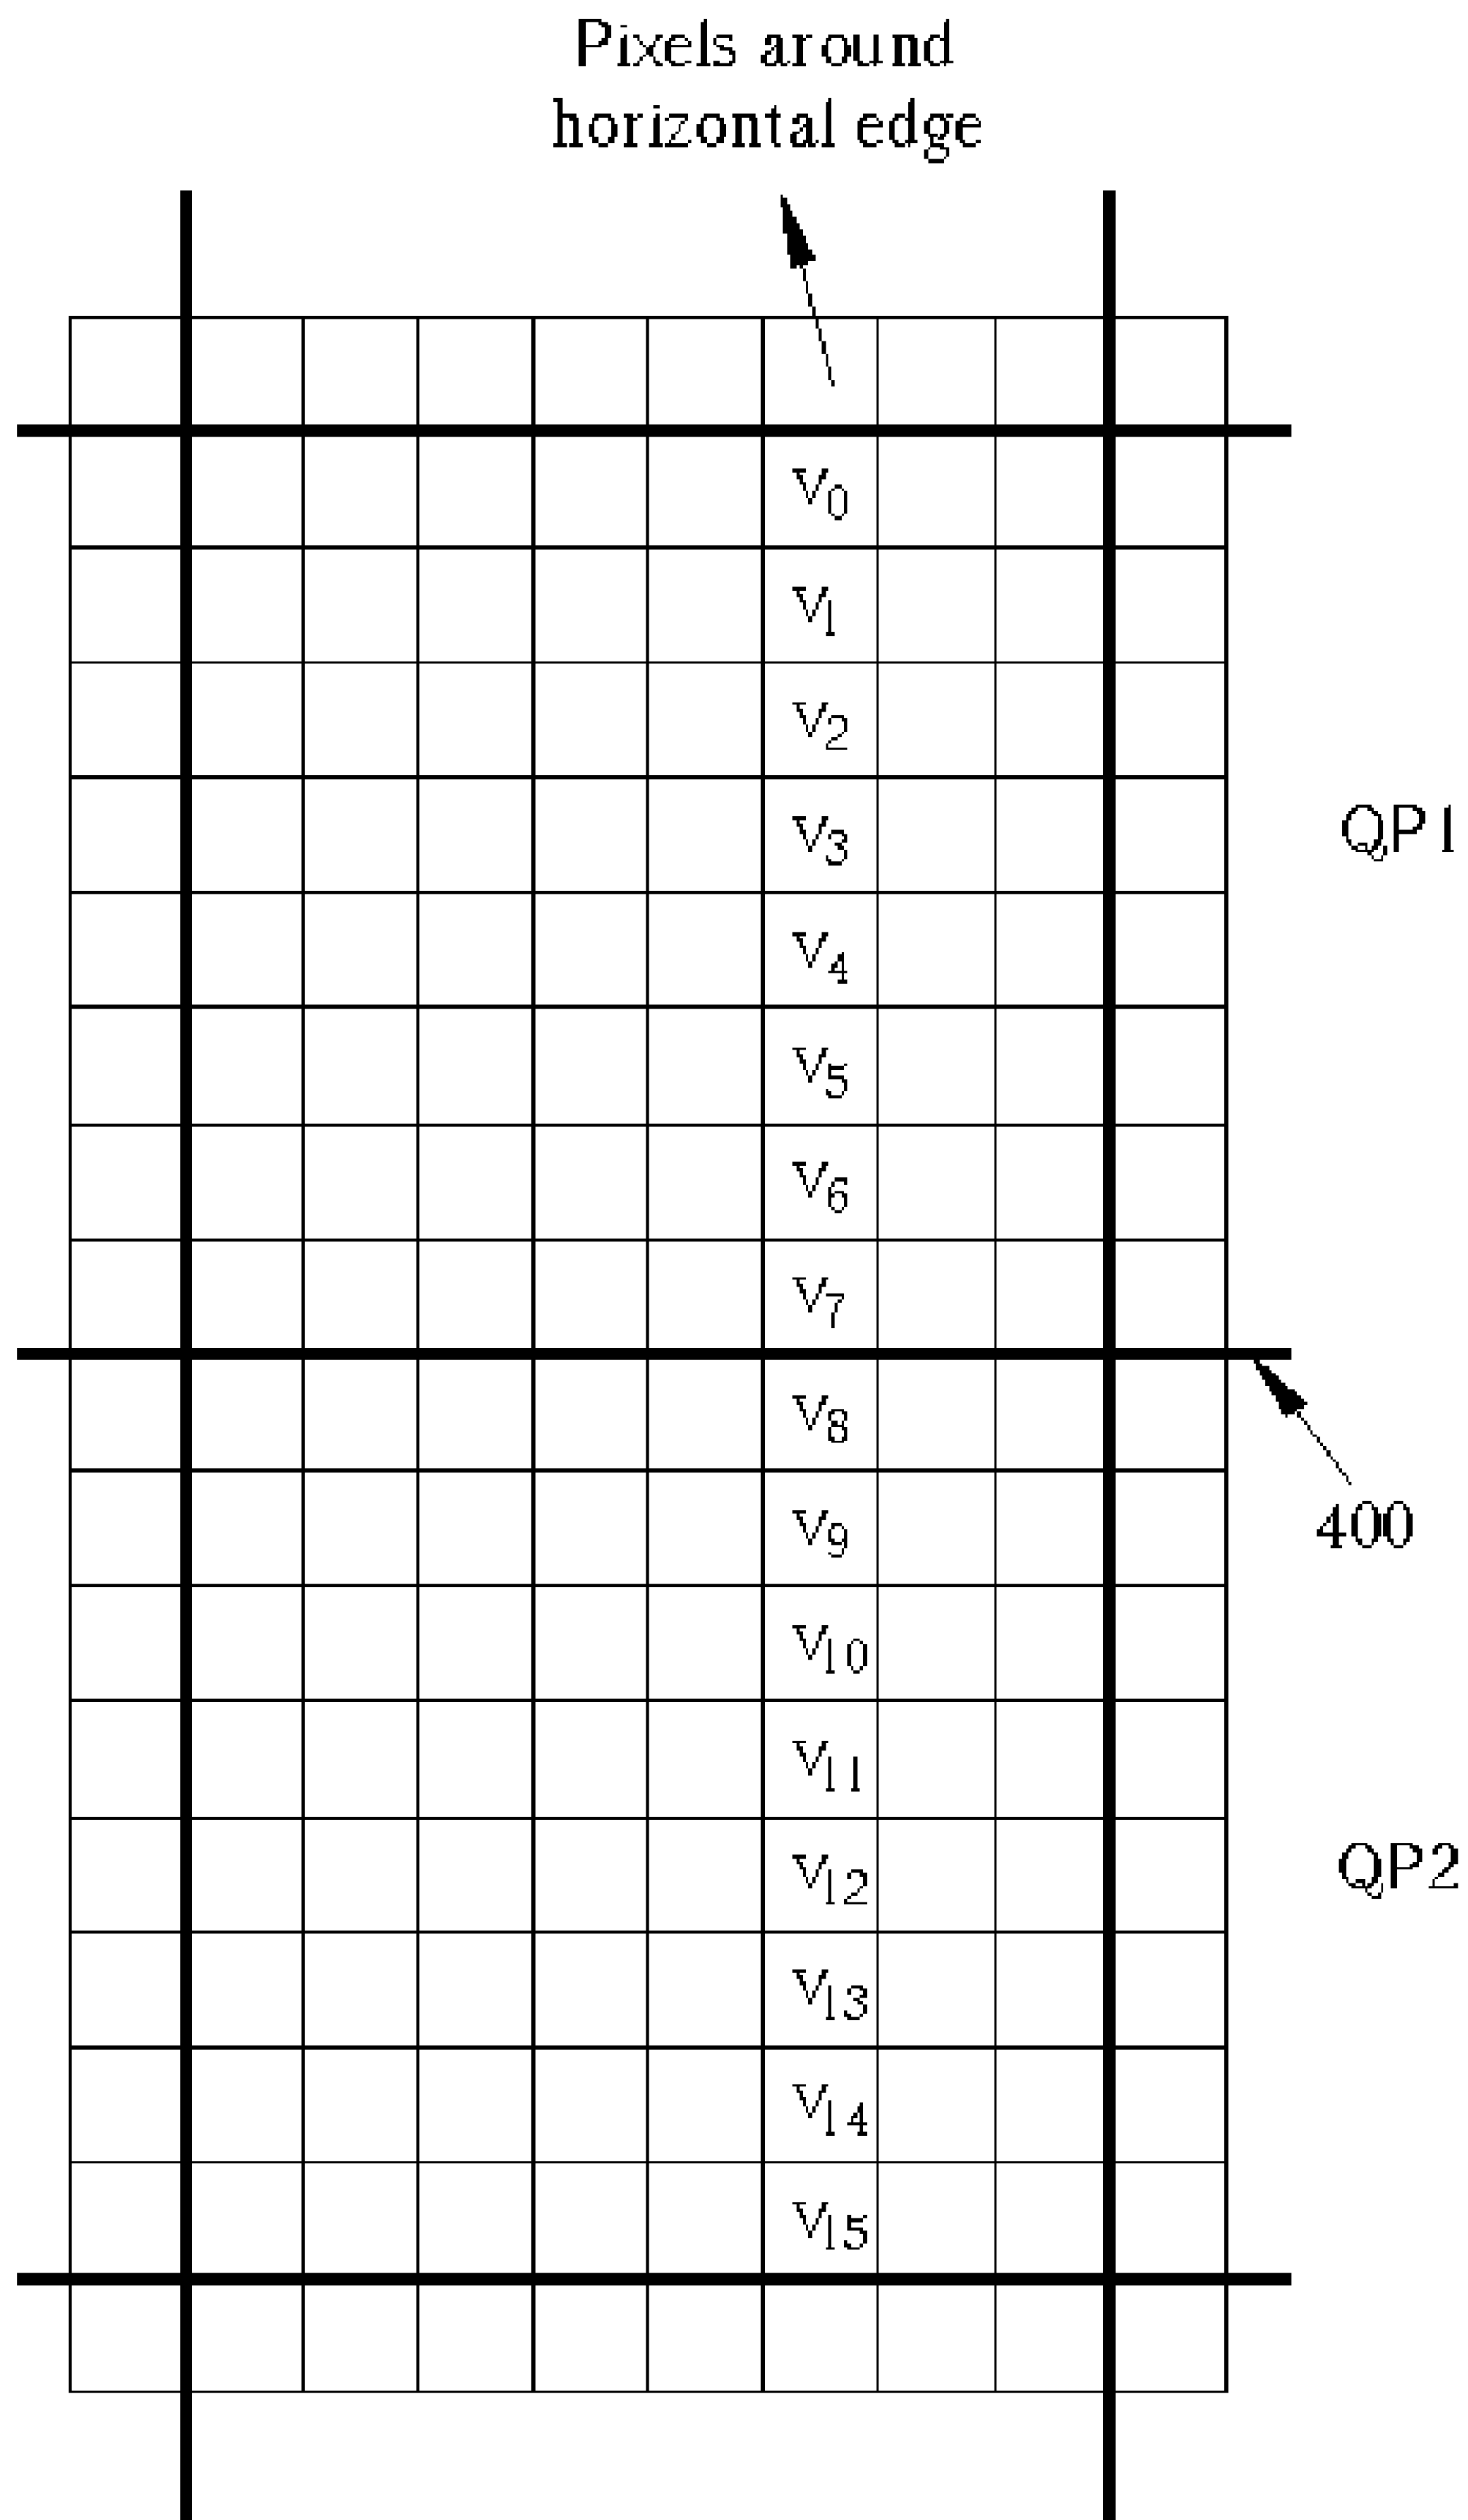 Pixels around
horizontal edge
V0
V1
V2
V3
QP1
V4
V5
V6
V7
V8
V9
400
V10
V11
V12
QP2
V13
V14
V15